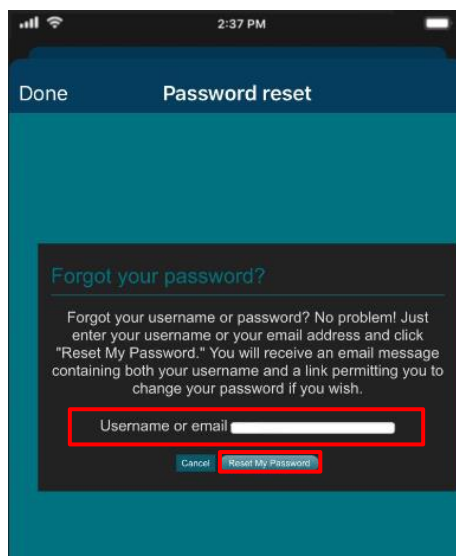 2:37 PM
Done Password reset
Forgot your password?
Forgot your username or password? No problem! Just
enter your username or your email address and click
"Reset My Password." You will receive an email message
containing both your username and a link permitting you to
change your password if you wish.
Username or email
Cancel Reset My Password